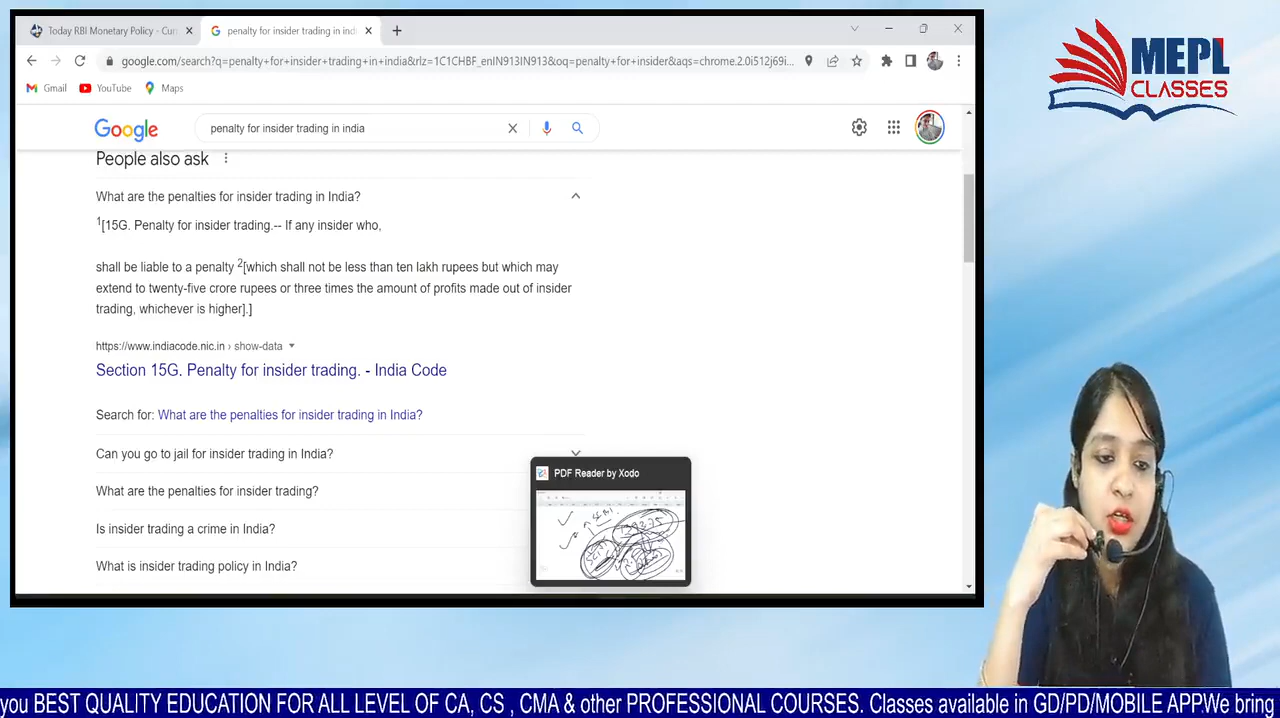 Today RBI Monetary Policy - Cur
penalty for insider trading in indi
google.com/search?q=penalty+for+insider+trading+in+india&rlz=1C1CHBF_enIN913IN913&oq=penalty+for+insider&aqs=chrome.2.0i512j69i...
Gmail
YouTube
Maps
Google
penalty for insider trading in india
People also ask
What are the penalties for insider trading in India?
1[15G. Penalty for insider trading.-- If any insider who,
shall be liable to a penalty 2[which shall not be less than ten lakh rupees but which may
extend to twenty-five crore rupees or three times the amount of profits made out of insider
trading, whichever is higher].]
https://www.indiacode.nic.in › show-data
Section 15G. Penalty for insider trading. - India Code
Search for: What are the penalties for insider trading in India?
Can you go to jail for insider trading in India?
What are the penalties for insider trading?
Is insider trading a crime in India?
What is insider trading policy in India?
PDF Reader by Xodo
MEPL
CLASSES
you BEST QUALITY EDUCATION FOR ALL LEVEL OF CA, CS , CMA & other PROFESSIONAL COURSES. Classes available in GD/PD/MOBILE APP.We bring